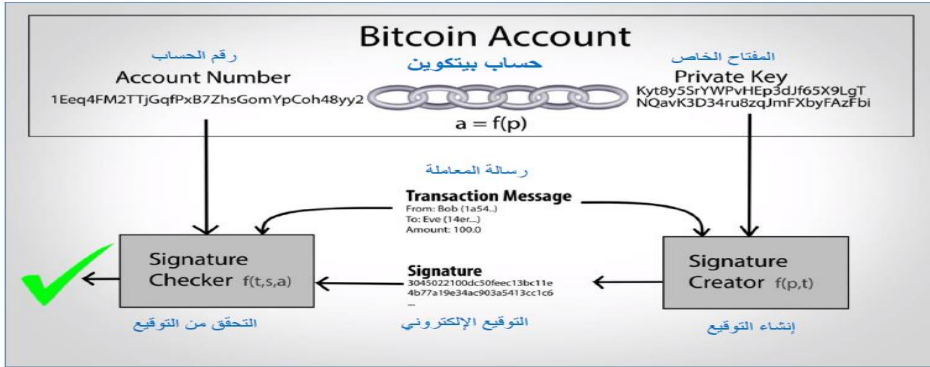 Bitcoin Account
حساب بيتكوين
رقم الحساب
Account Number
1Eeq4FM2TTjGqfPxB7ZhsGomYpCoh48yy2
المفتاح الخاص
Private Key
Kyt8y5SrYWPvHEp3dJf65X9LgT
NQavK3D34ru8zqJmFXbyFAzFbi
a = f(p)
رسالة المعاملة
Transaction Message
From: Bob (1a54..)
To: Eve (14er...)
Amount: 100.0
Signature
Checker f(t,s,a)
التحقق من التوقيع
Signature
3045022100dc50feec13bc11e
4b77a19e34ac903a5413cc1c6
...
التوقيع الإلكتروني
Signature
Creator f(p,t)
إنشاء التوقيع